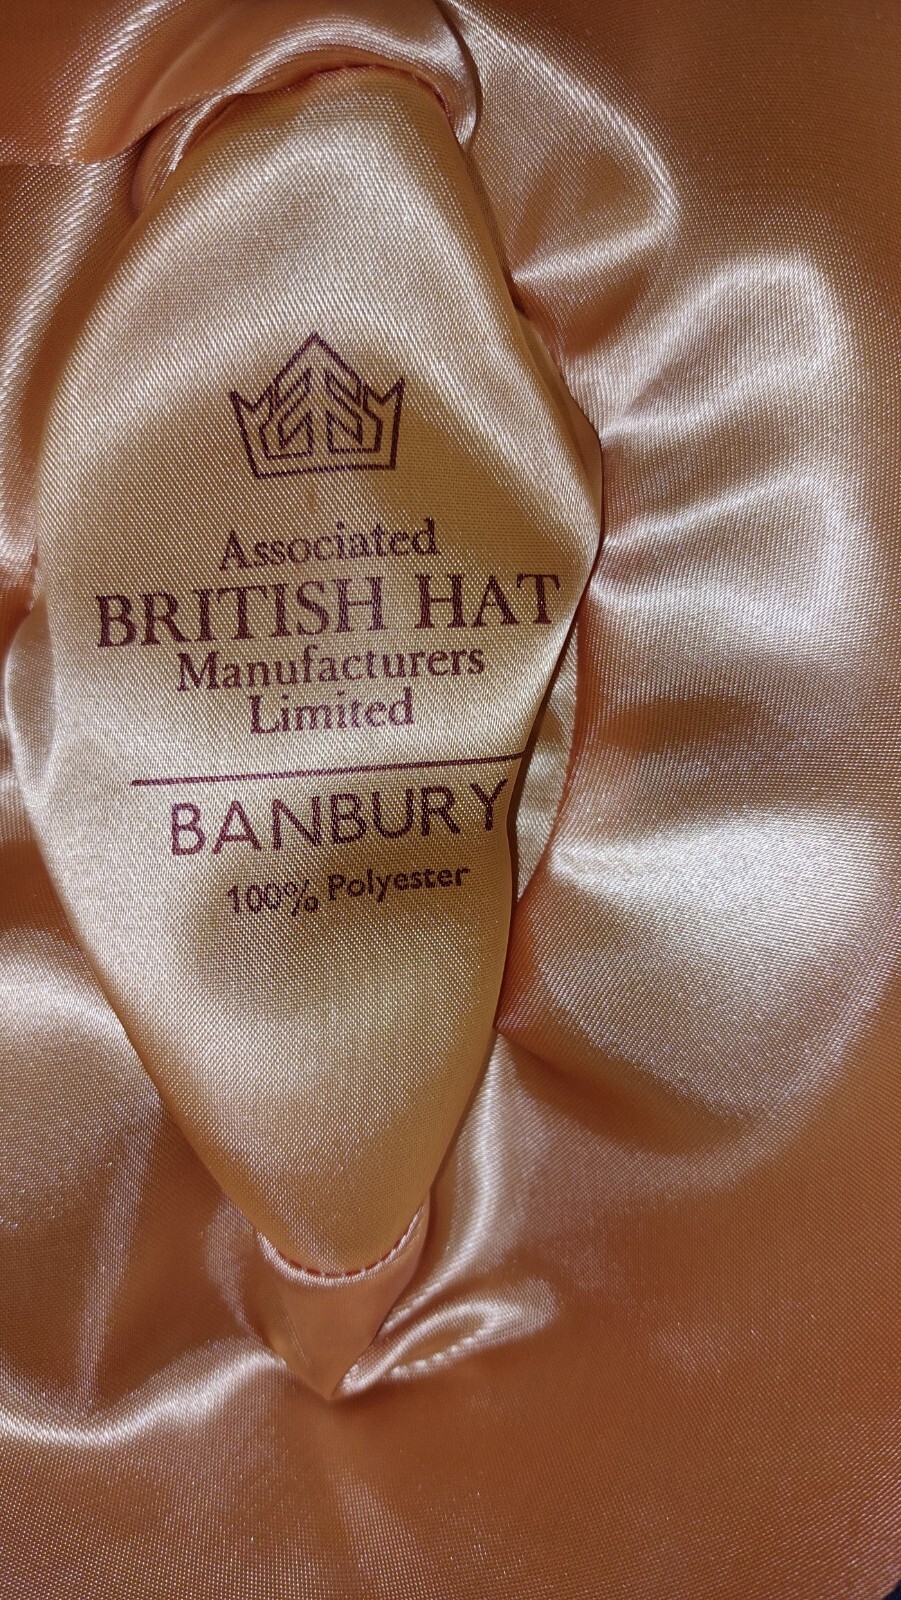 Associated
BRITISH HAT
Manufacturers
Limited
BANBURY
100% Polyester